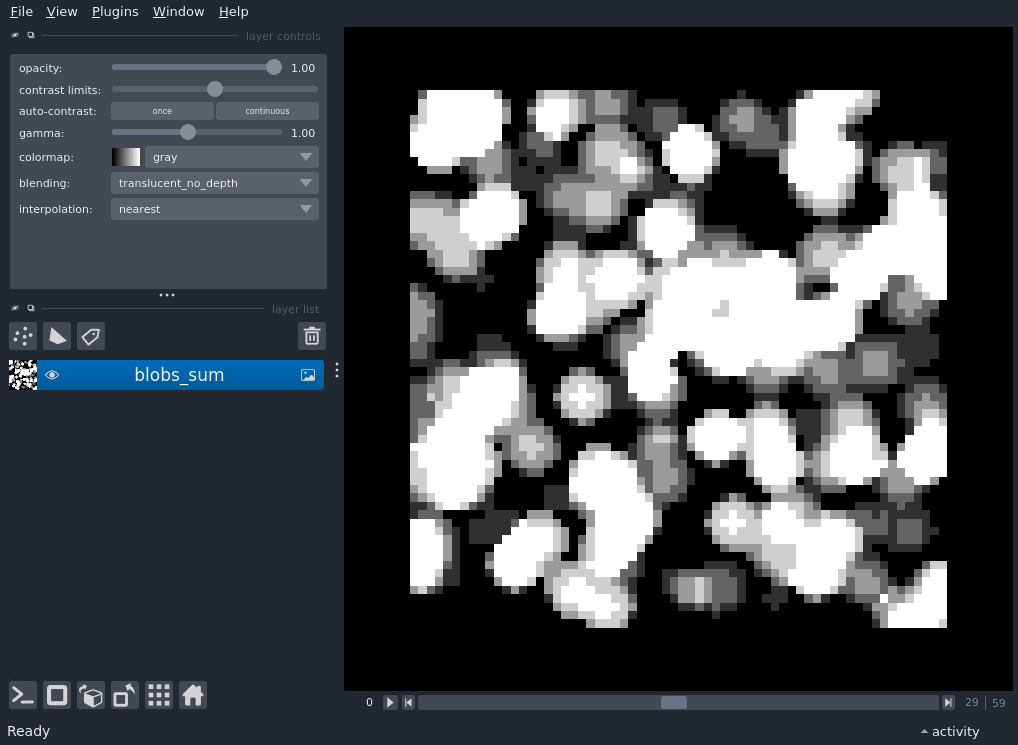 File View Plugins Window Help
layer controls
opacity: 1.00
contrast limits:
auto-contrast: once continuous
gamma: 1.00
colormap: gray
blending: translucent_no_depth
interpolation: nearest
layer list
blobs_sum
0 29 59
Ready activity